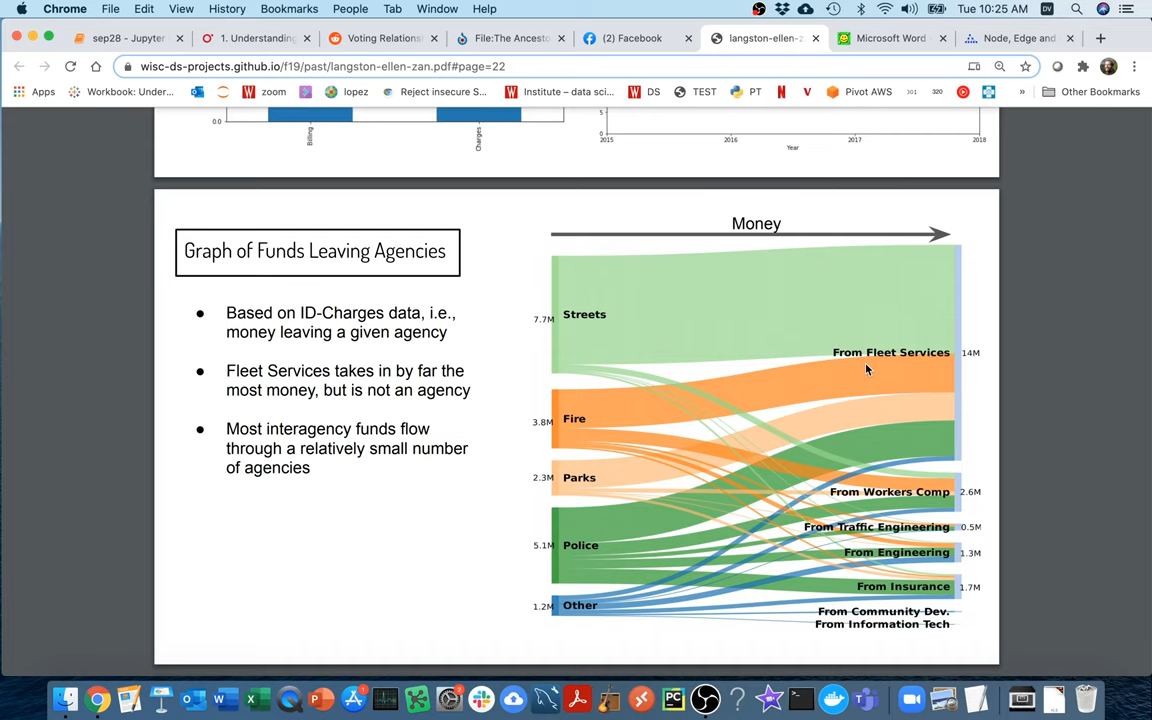 Chrome File Edit View History Bookmarks People Tab Window Help Tue 10:25 AM DV
sep28 - Jupyter 1. Understanding Voting Relations File:The Ancesto (2) Facebook langston-ellen-z Microsoft Word - Node, Edge and
wisc-ds-projects.github.io/f19/past/langston-ellen-zan.pdf#page=22
Apps Workbook: Under... zoom lopez Reject insecure S... Institute – data sci... DS TEST PT Pivot AWS 301 320 » Other Bookmarks
0.0
Billing
Charges
5
0
2015 2016 2017 2018
Year
Graph of Funds Leaving Agencies
● Based on ID-Charges data, i.e.,
money leaving a given agency
● Fleet Services takes in by far the
most money, but is not an agency
● Most interagency funds flow
through a relatively small number
of agencies
Money
7.7M Streets
3.8M Fire
2.3M Parks
5.1M Police
1.2M Other
From Fleet Services 14M
From Workers Comp 2.6M
From Traffic Engineering 0.5M
From Engineering 1.3M
From Insurance 1.7M
From Community Dev.
From Information Tech